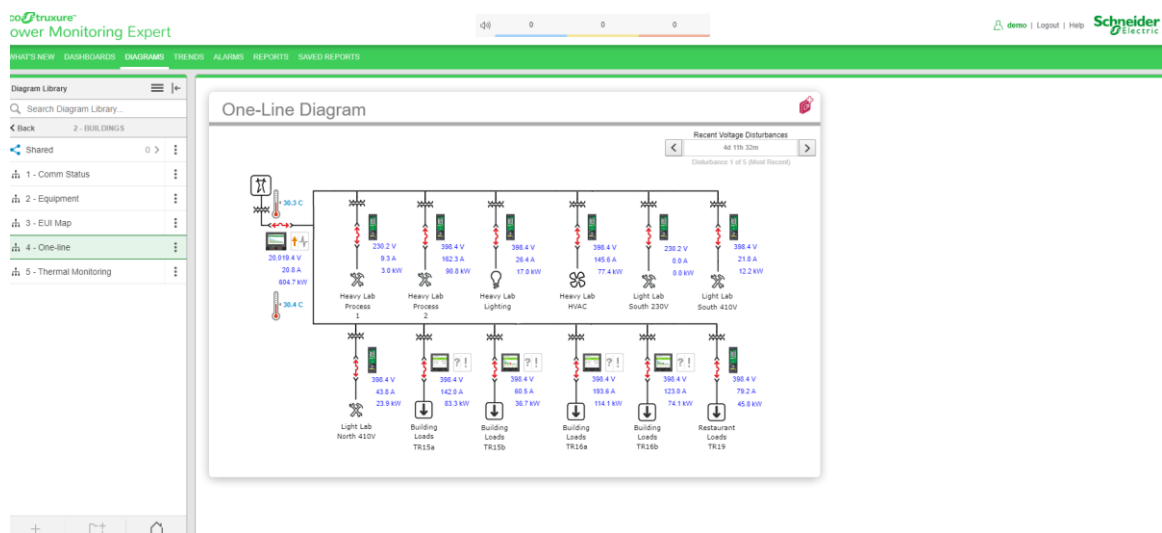 co truxure™
ower Monitoring Expert
0 0 0
demo | Logout | Help
Schneider Electric
WHAT'S NEW DASHBOARDS DIAGRAMS TRENDS ALARMS REPORTS SAVED REPORTS
Diagram Library
Search Diagram Library...
Back 2 - BUILDINGS
Shared 0
1 - Comm Status
2 - Equipment
3 - EUI Map
4 - One-line
5 - Thermal Monitoring
One-Line Diagram
Recent Voltage Disturbances
4d 11h 32m
Disturbance 1 of 5 (Most Recent)
30.3 C
20,019.4 V
20.8 A
604.7 kW
30.4 C
230.2 V
9.3 A
3.0 kW
Heavy Lab
Process
1
398.4 V
162.3 A
90.8 kW
Heavy Lab
Process
2
398.4 V
26.4 A
17.0 kW
Heavy Lab
Lighting
398.4 V
145.6 A
77.4 kW
Heavy Lab
HVAC
230.2 V
0.0 A
0.0 kW
Light Lab
South 230V
398.4 V
21.8 A
12.2 kW
Light Lab
South 410V
398.4 V
43.8 A
23.9 kW
Light Lab
North 410V
? !
398.4 V
142.0 A
83.3 kW
Building
Loads
TR15a
? !
398.4 V
60.5 A
36.7 kW
Building
Loads
TR15b
? !
398.4 V
193.6 A
114.1 kW
Building
Loads
TR16a
? !
398.4 V
123.0 A
74.1 kW
Building
Loads
TR16b
398.4 V
79.2 A
45.8 kW
Restaurant
Loads
TR19